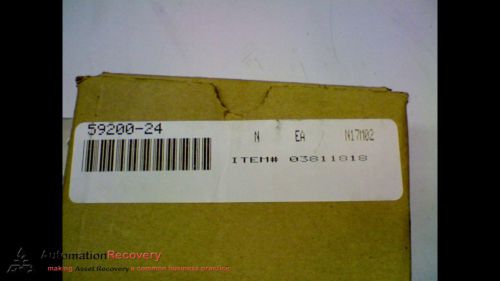 59200-24
N EA N17M02
ITEM# 03811818
AutomationRecovery
making Asset Recovery a common business practice